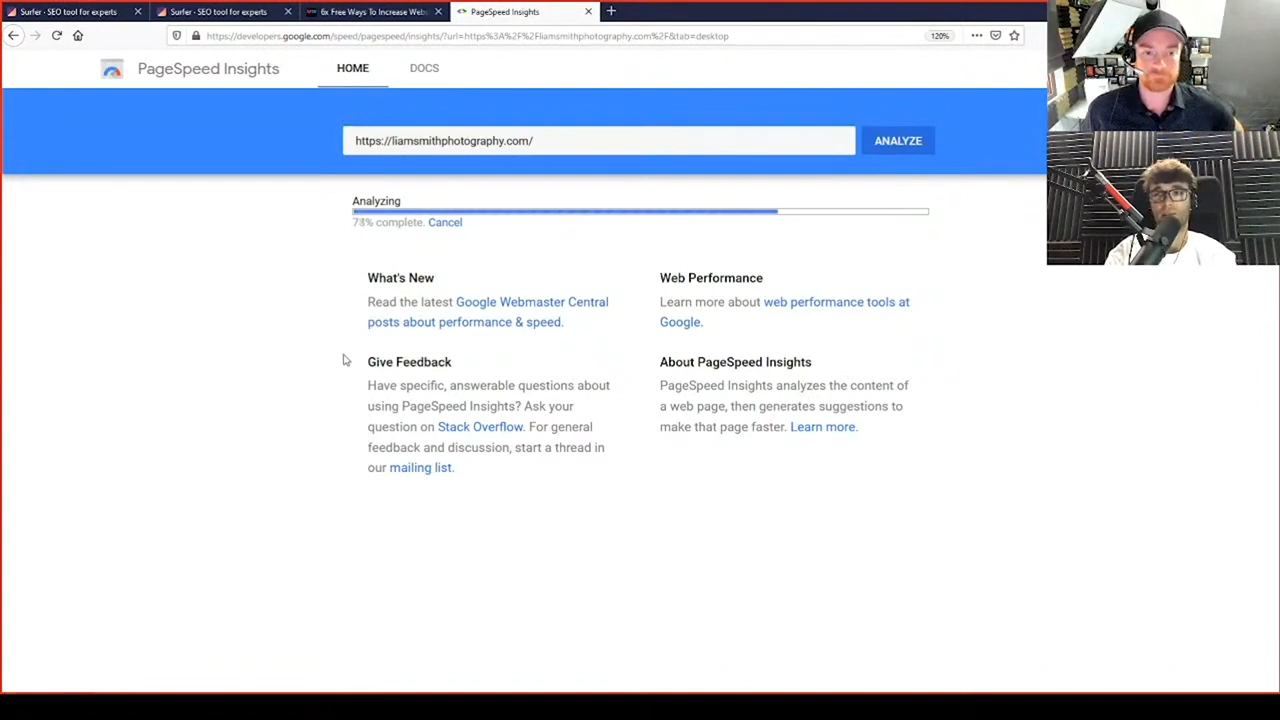 Surfer · SEO tool for experts
Surfer · SEO tool for experts
6x Free Ways To Increase Webs
PageSpeed Insights
https://developers.google.com/speed/pagespeed/insights/?url=https%3A%2F%2Fliamsmithphotography.com%2F&tab=desktop
120%
PageSpeed Insights
HOME
DOCS
https://liamsmithphotography.com/
ANALYZE
Analyzing
complete. Cancel
What's New
Read the latest Google Webmaster Central
posts about performance & speed.
Web Performance
Learn more about web performance tools at
Google.
Give Feedback
Have specific, answerable questions about
using PageSpeed Insights? Ask your
question on Stack Overflow. For general
feedback and discussion, start a thread in
our mailing list.
About PageSpeed Insights
PageSpeed Insights analyzes the content of
a web page, then generates suggestions to
make that page faster. Learn more.